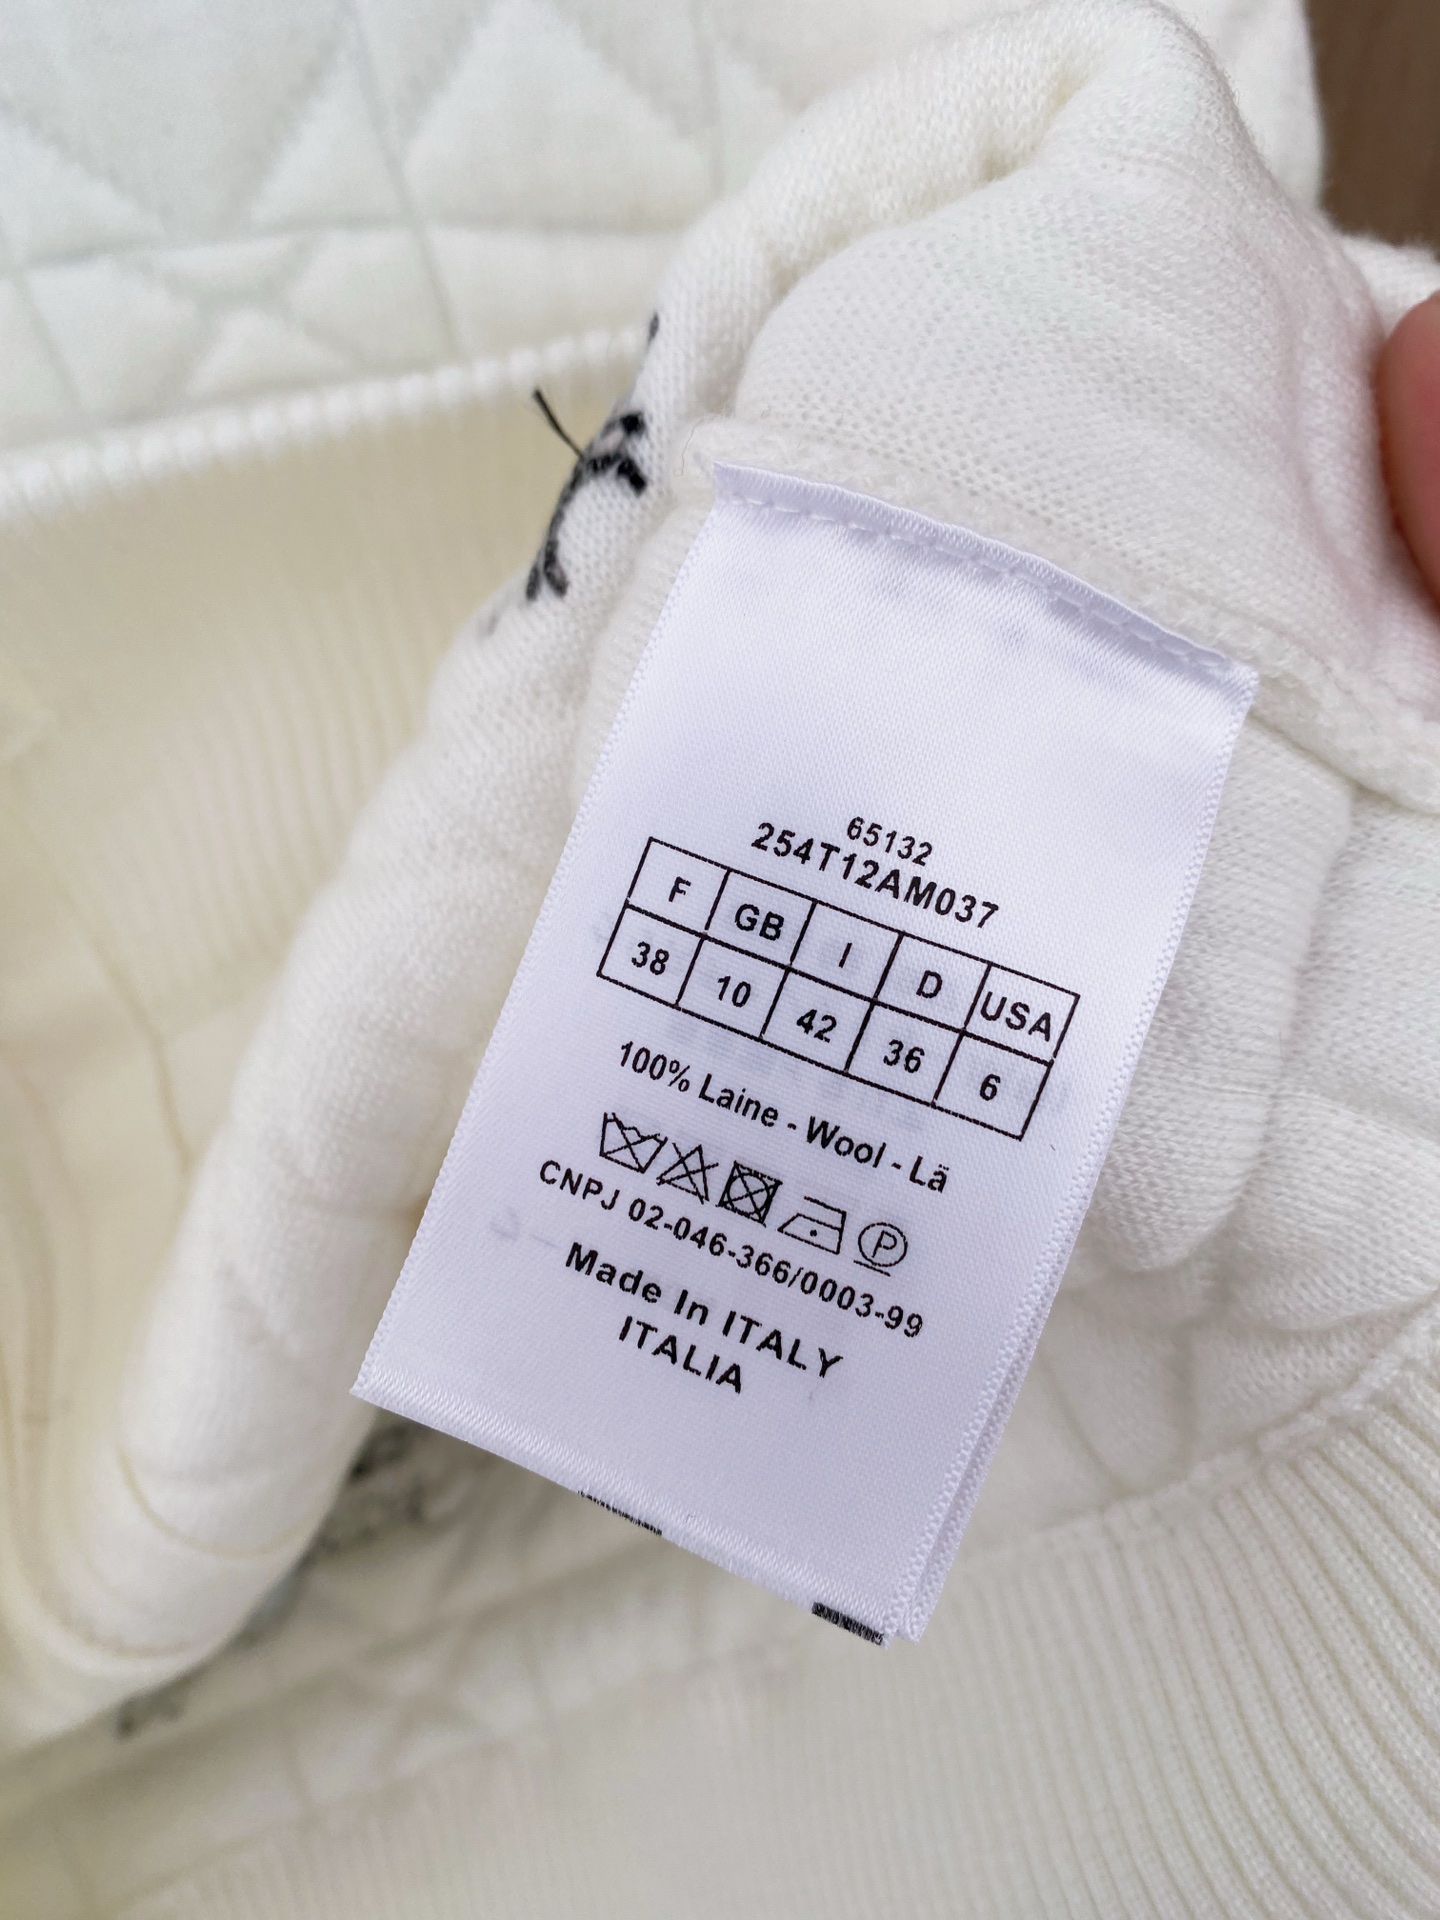 65132
254T12AM037
F GB I D USA
38 10 42 36 6
100% Laine - Wool - Lä
P
CNPJ 02-046-366/0003-99
Made In ITALY
ITALIA